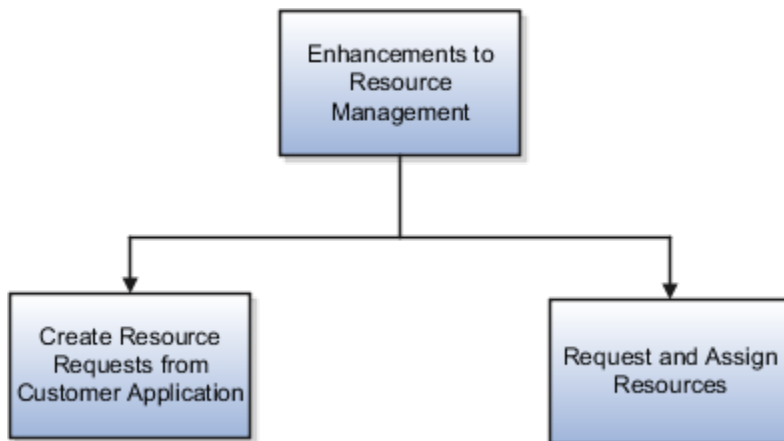 Enhancements to
Resource
Management
Create Resource
Requests from
Customer Application
Request and Assign
Resources